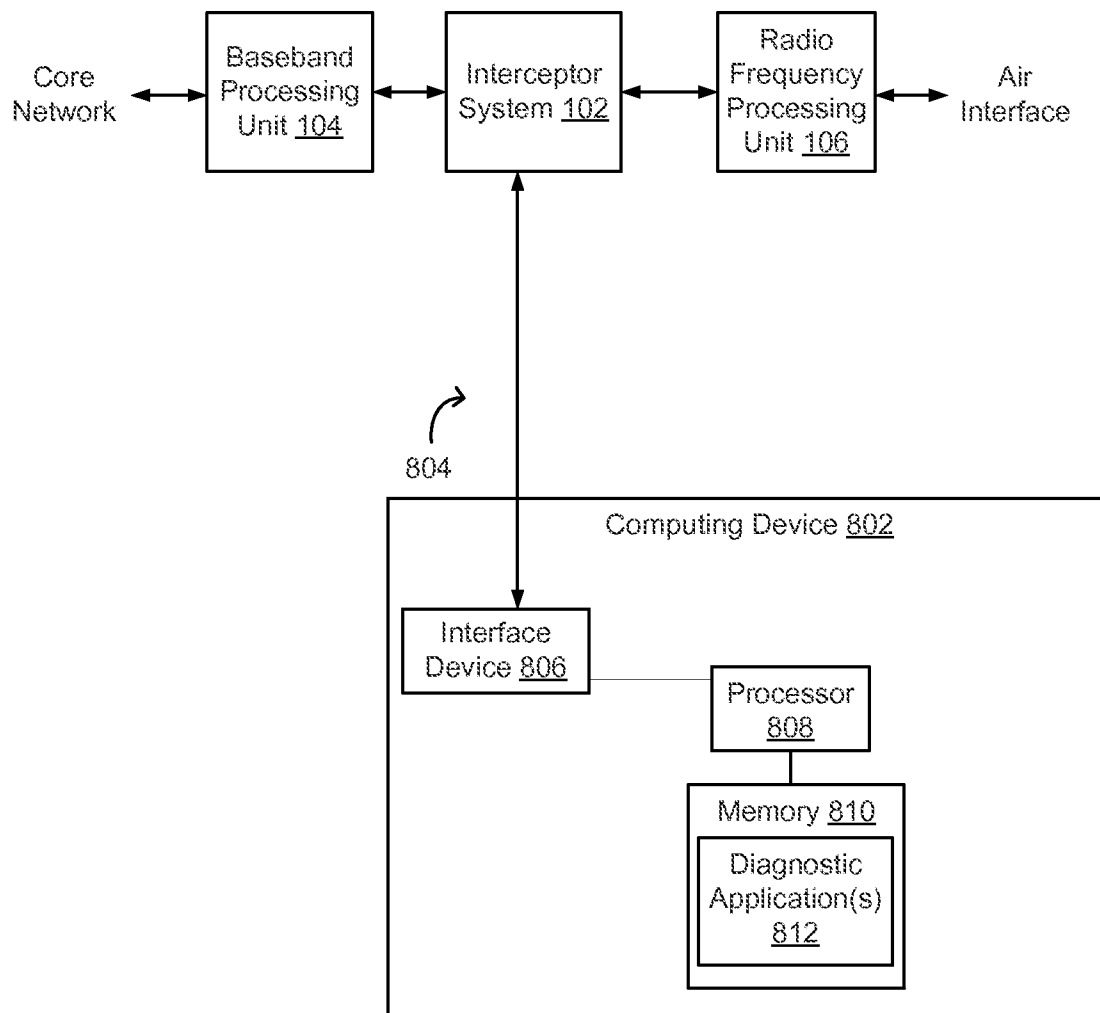 Core
Network
Baseband
Processing
Unit 104
Interceptor
System 102
Radio
Frequency
Processing
Unit 106
Air
Interface
804
Computing Device 802
Interface
Device 806
Processor
808
Memory 810
Diagnostic
Application(s)
812